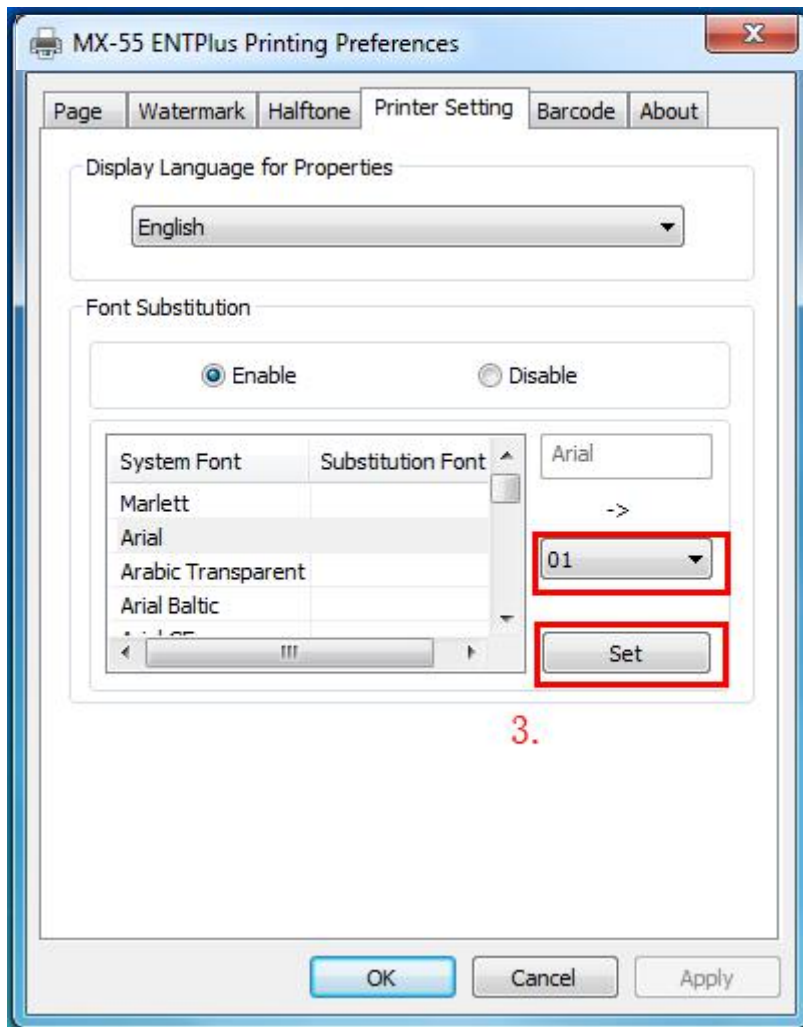 MX-55 ENTPlus Printing Preferences
Page Watermark Halftone Printer Setting Barcode About
Display Language for Properties
English
Font Substitution
Enable Disable
System Font Substitution Font
Arial
Marlett
->
Arial
01
Arabic Transparent
Arial Baltic
Arial CE
Set
3.
OK Cancel Apply